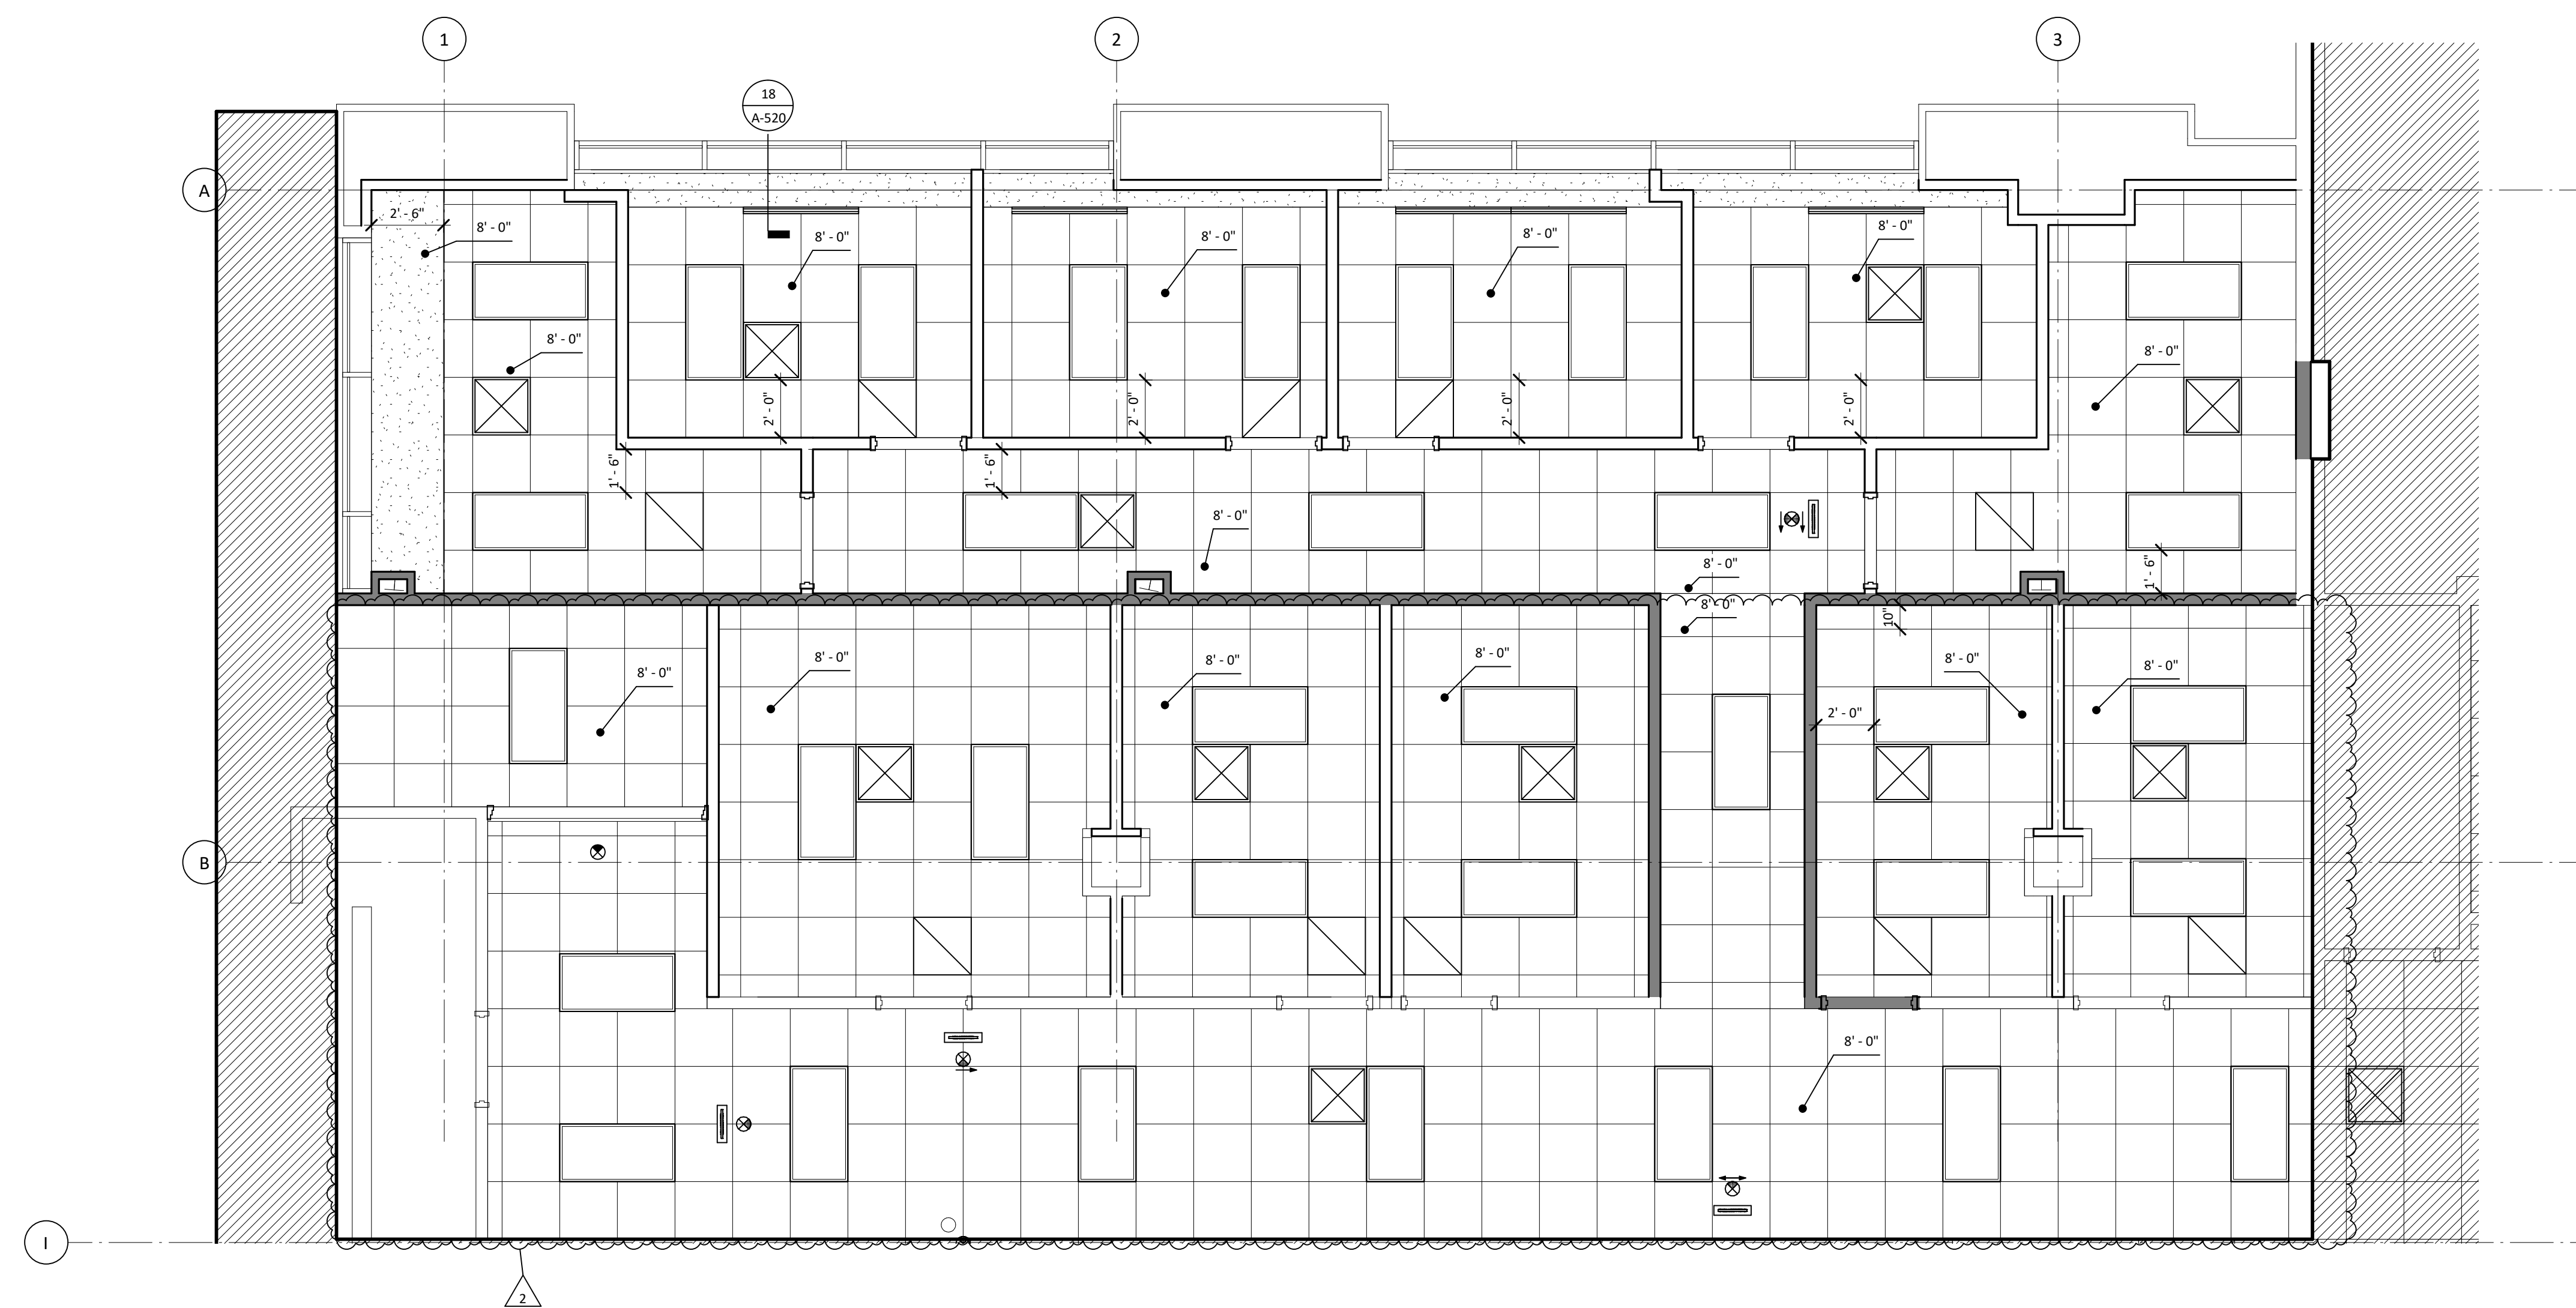 1
2
3
18
A-520
A
2' - 6"
8' - 0"
8' - 0"
8' - 0"
8' - 0"
8' - 0"
8' - 0"
8' - 0"
2' - 0"
2' - 0"
2' - 0"
2' - 0"
1' - 6"
1' - 6"
8' - 0"
8' - 0"
1' - 6"
8' - 0"
10"
8' - 0"
8' - 0"
8' - 0"
8' - 0"
8' - 0"
8' - 0"
2' - 0"
B
8' - 0"
I
2